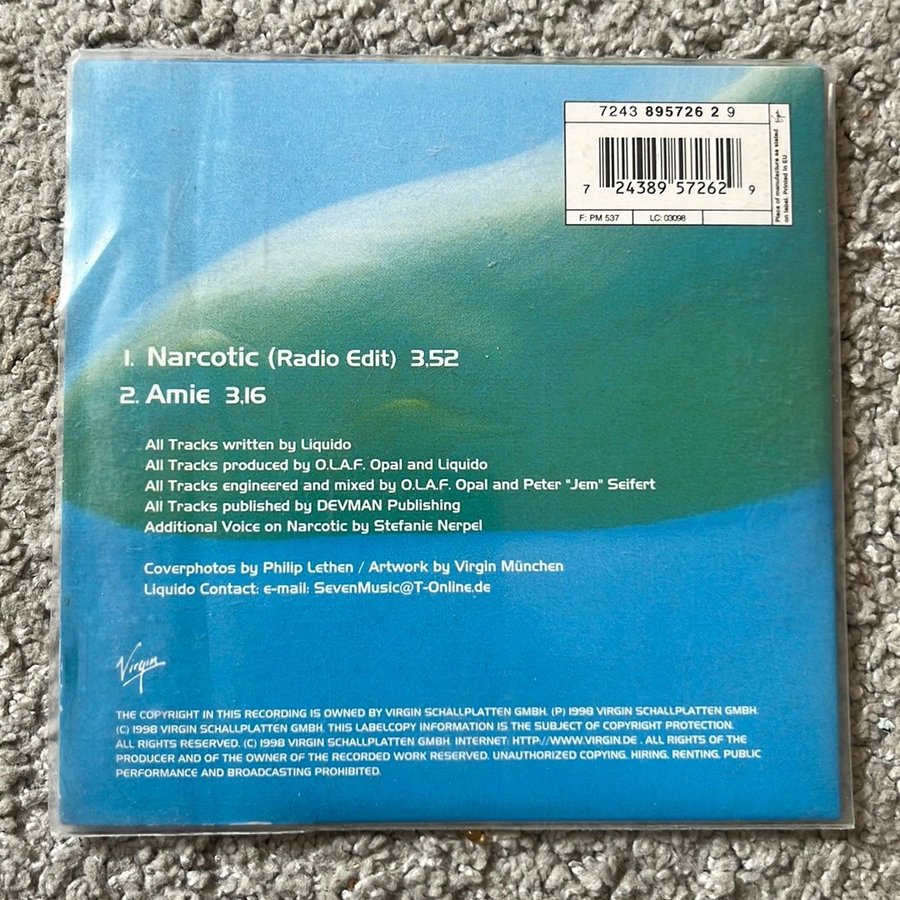 7243 895726 2 9
7 24389 57262 9
F: PM 537 LC: 03098
Place of manufacture as stated
on label. Printed in EU.
Virgin
1. Narcotic (Radio Edit) 3,52
2. Amie 3,16
All Tracks written by Liquido
All Tracks produced by O.L.A.F. Opal and Liquido
All Tracks engineered and mixed by O.L.A.F. Opal and Peter "Jem" Seifert
All Tracks published by DEVMAN Publishing
Additional Voice on Narcotic by Stefanie Nerpel
Coverphotos by Philip Lethen / Artwork by Virgin München
Liquido Contact: e-mail: SevenMusic@T-Online.de
Virgin
THE COPYRIGHT IN THIS RECORDING IS OWNED BY VIRGIN SCHALLPLATTEN GMBH. (P) 1998 VIRGIN SCHALLPLATTEN GMBH.
(C) 1998 VIRGIN SCHALLPLATTEN GMBH. THIS LABELCOPY INFORMATION IS THE SUBJECT OF COPYRIGHT PROTECTION.
ALL RIGHTS RESERVED. (C) 1998 VIRGIN SCHALLPLATTEN GMBH. INTERNET: HTTP://WWW.VIRGIN.DE . ALL RIGHTS OF THE
PRODUCER AND OF THE OWNER OF THE RECORDED WORK RESERVED. UNAUTHORIZED COPYING, HIRING, RENTING, PUBLIC
PERFORMANCE AND BROADCASTING PROHIBITED.